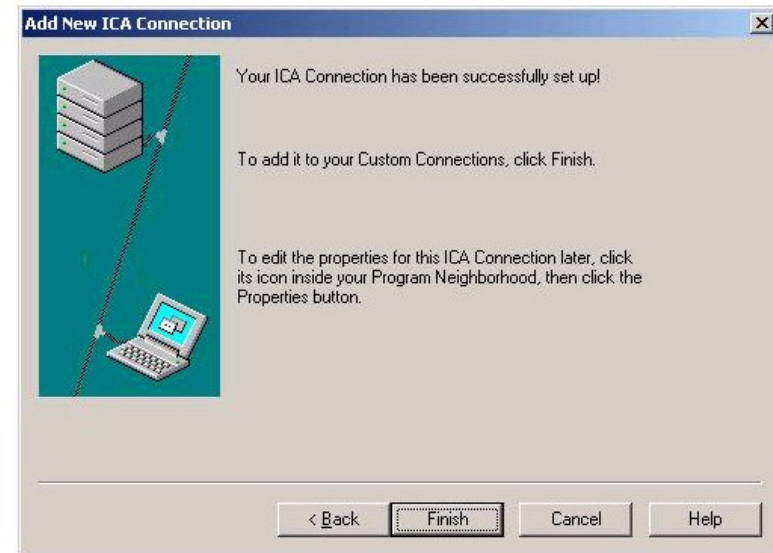 Add New ICA Connection
Your ICA Connection has been successfully set up!
To add it to your Custom Connections, click Finish.
To edit the properties for this ICA Connection later, click
its icon inside your Program Neighborhood, then click the
Properties button.
< Back
Finish
Cancel
Help